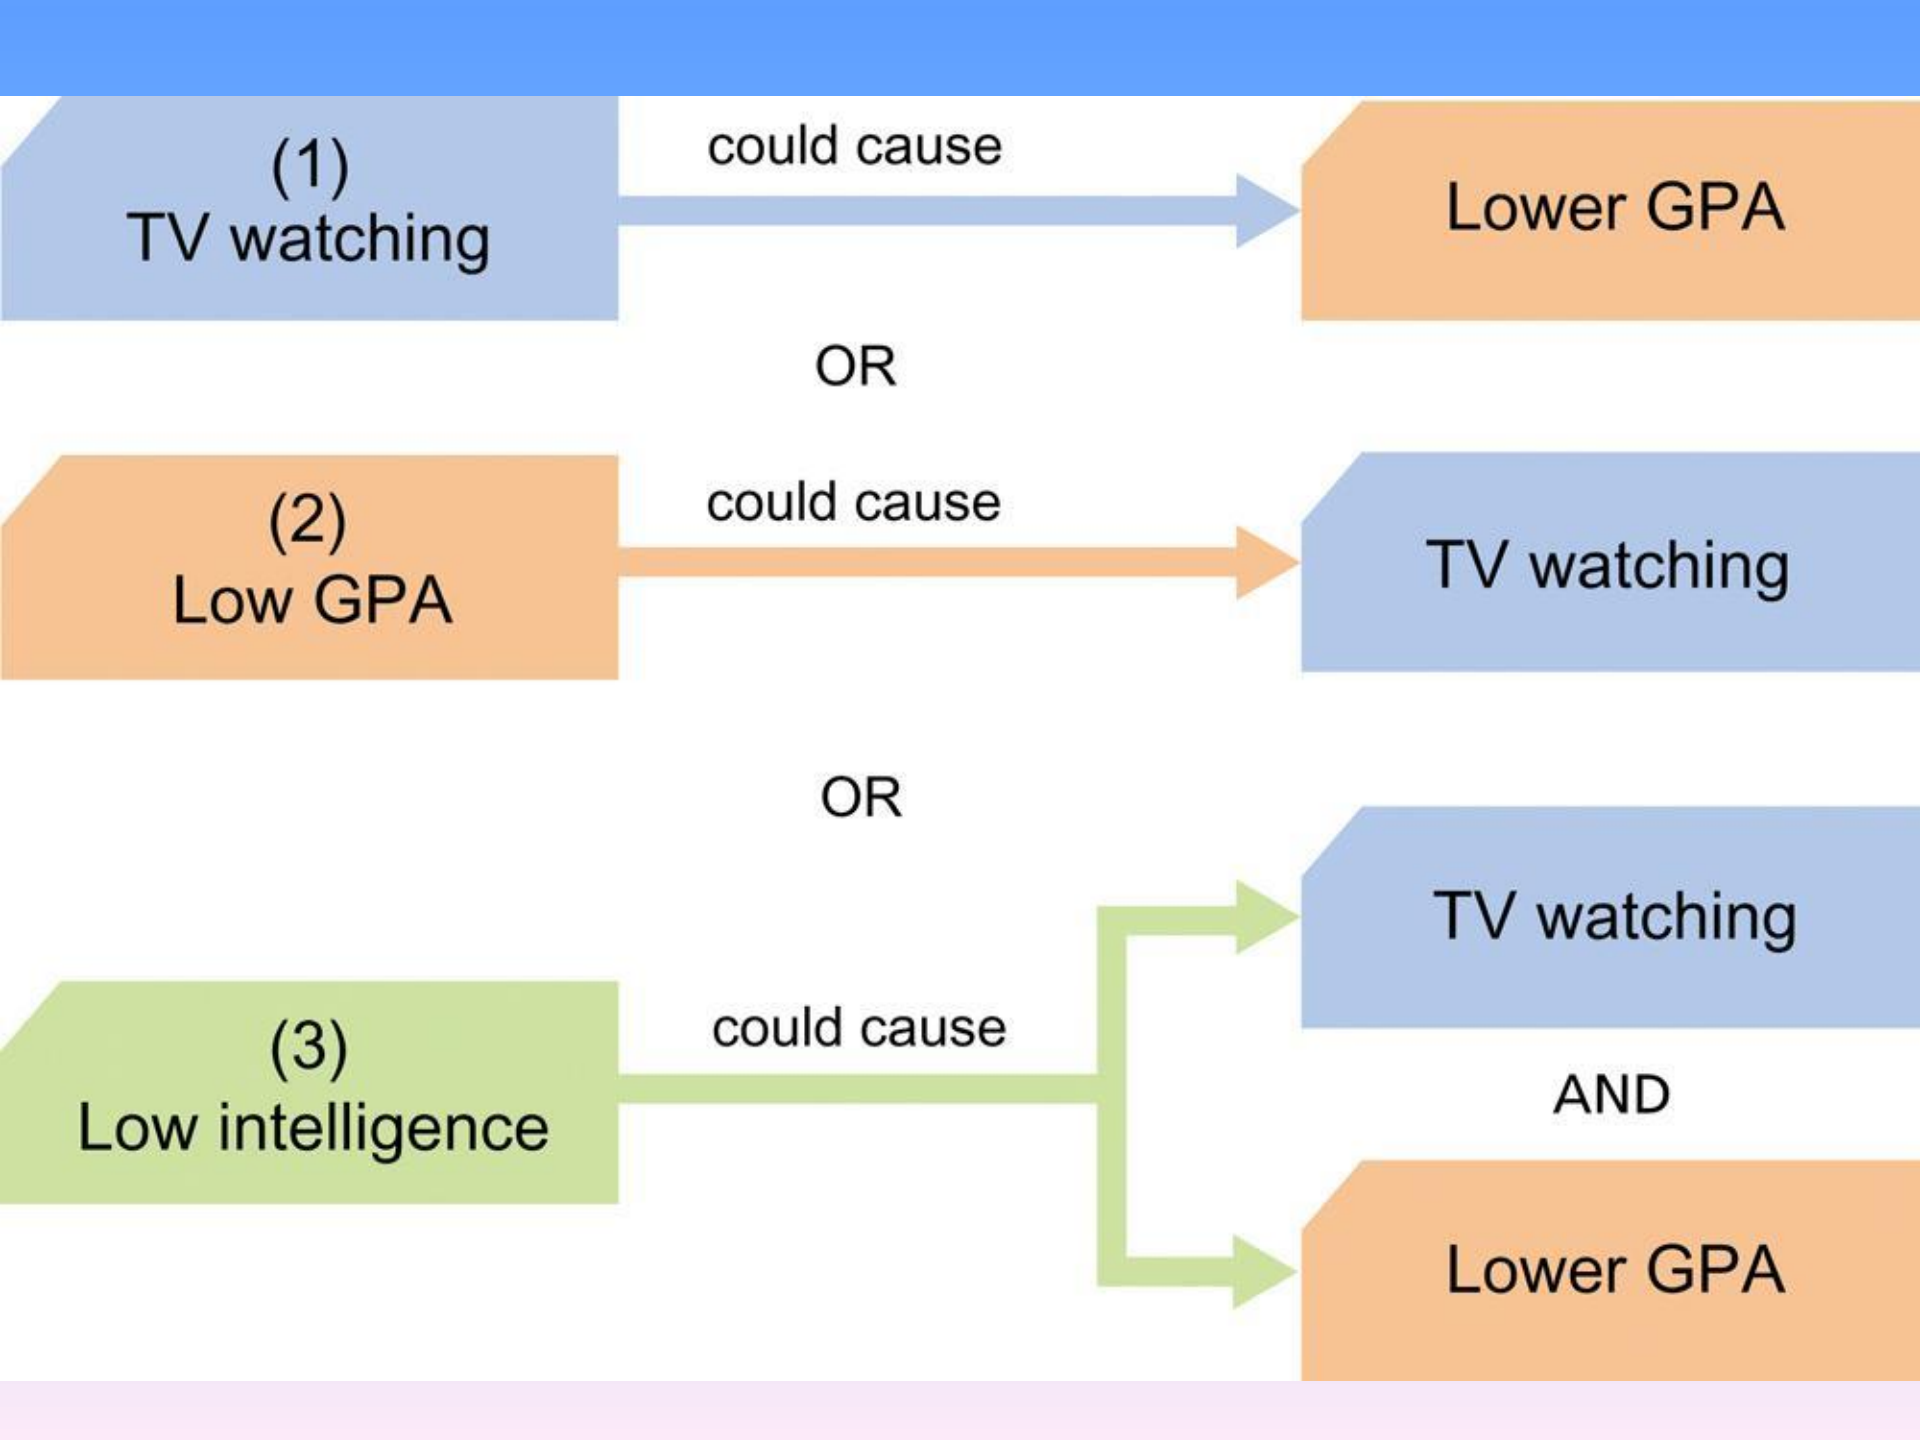 (1)
TV watching
could cause
Lower GPA
OR
(2)
Low GPA
could cause
TV watching
OR
(3)
Low intelligence
could cause
TV watching
AND
Lower GPA